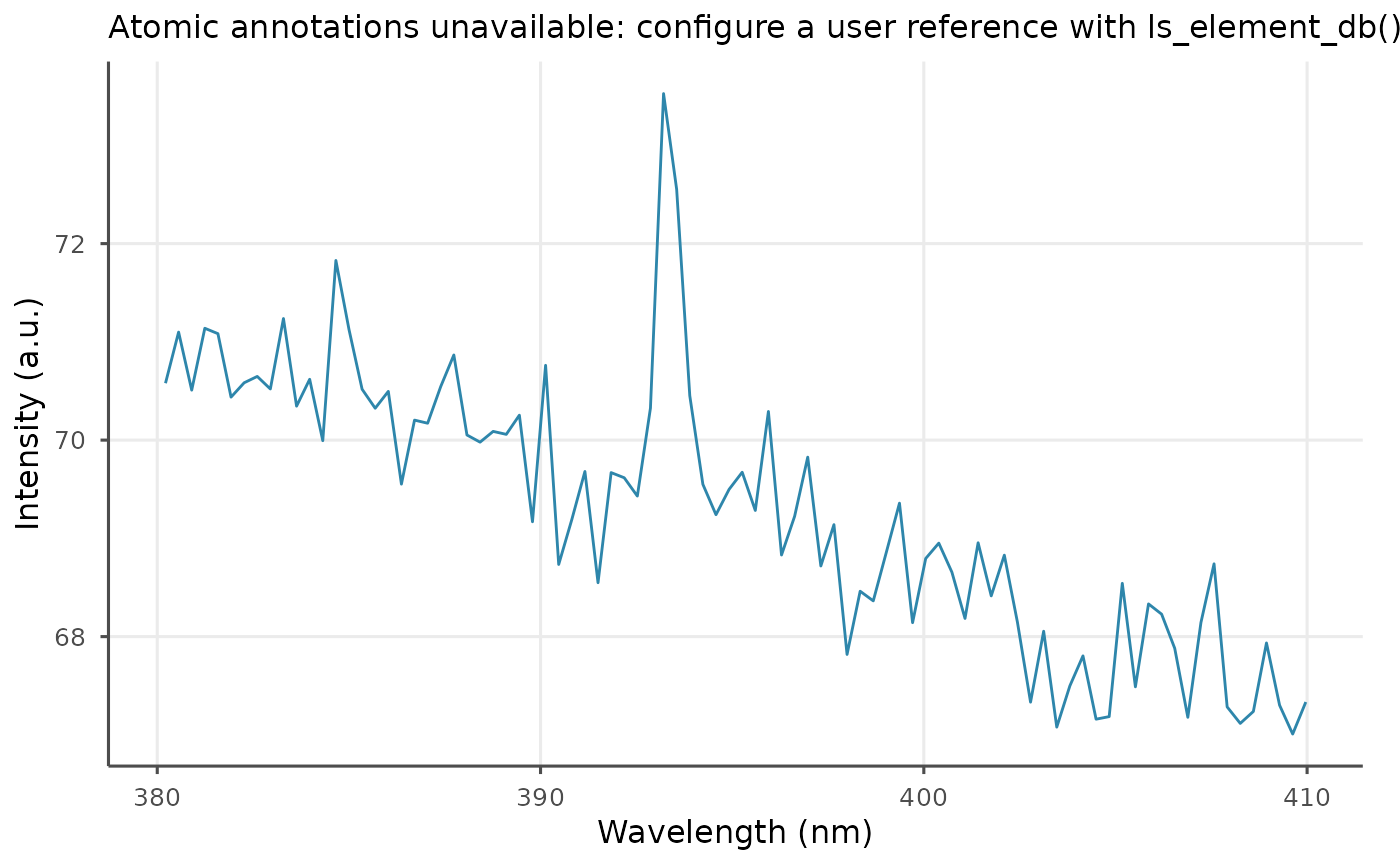 Atomic annotations unavailable: configure a user reference with ls_element_db()
Intensity (a.u.)
72
70
68
380
390
400
410
Wavelength (nm)